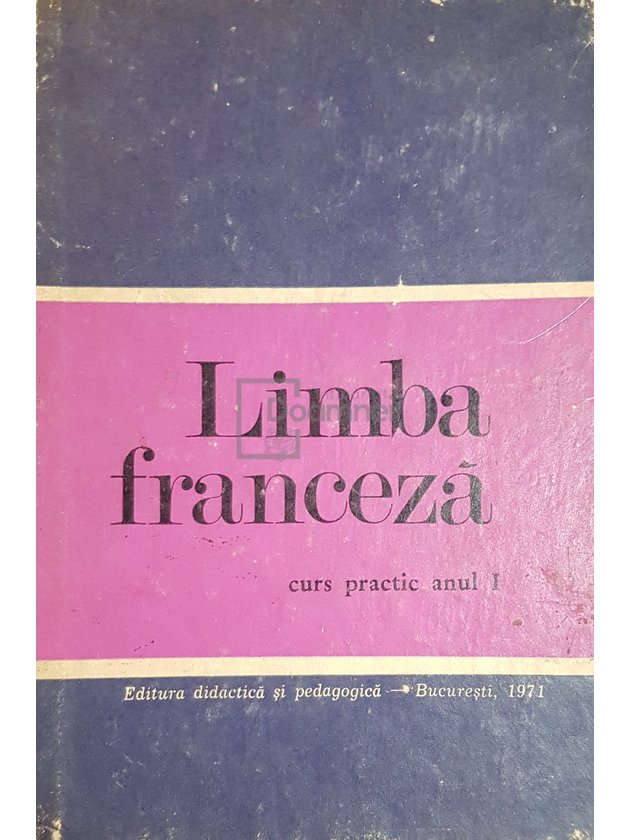 Limba
franceză
curs practic anul I
Editura didactică și pedagogică — București, 1971